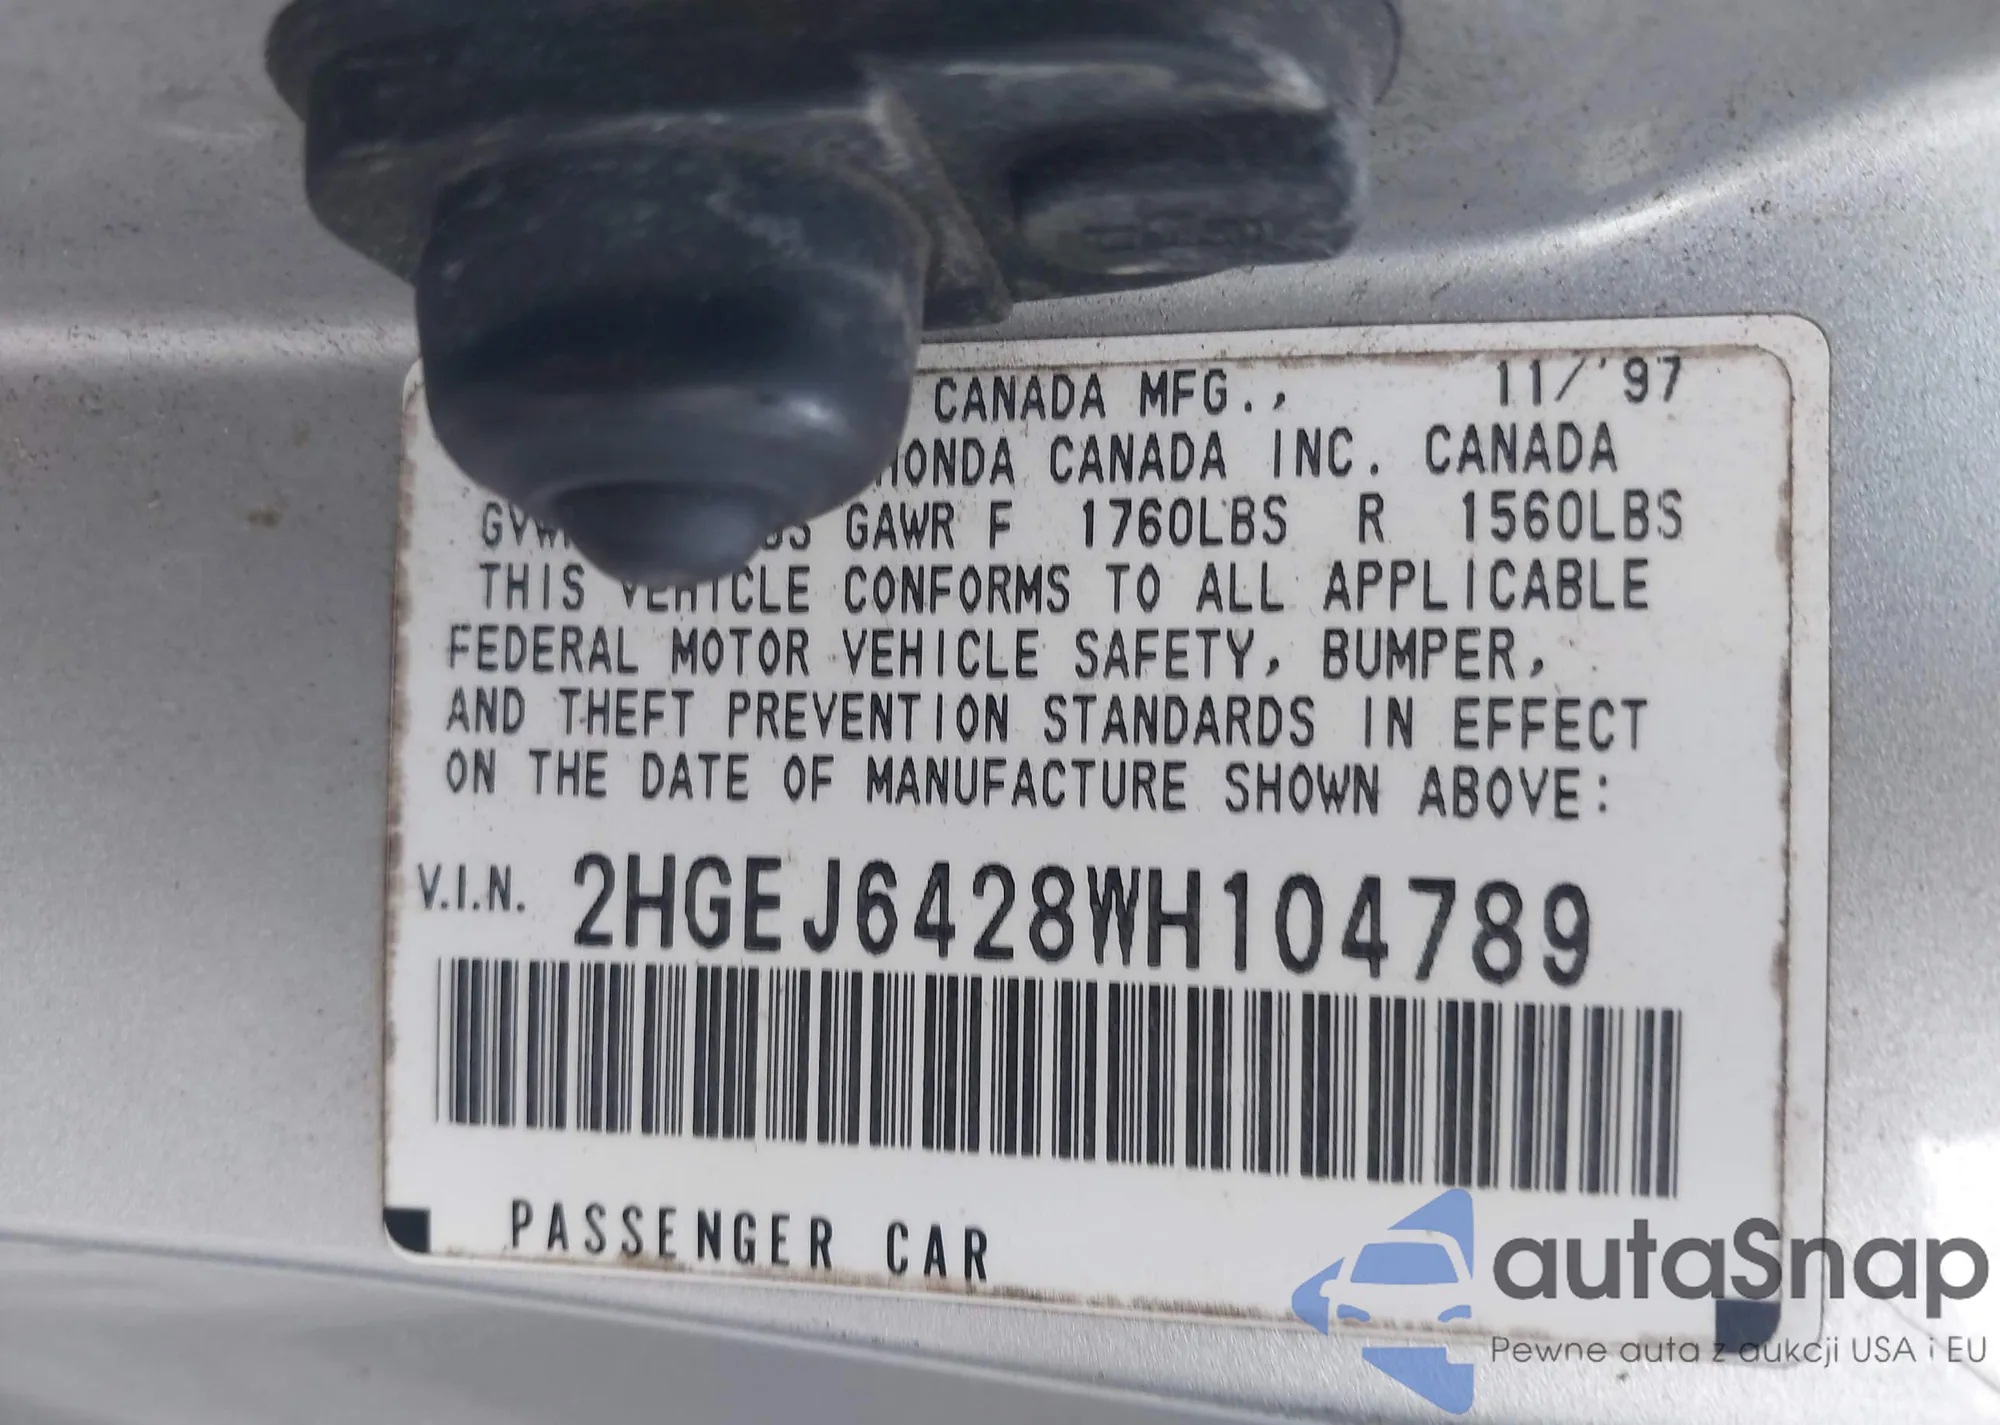 CANADA MFG., 11/'97
HONDA CANADA INC. CANADA
GAWR F 1760LBS R 1560LBS
THIS VEHICLE CONFORMS TO ALL APPLICABLE
FEDERAL MOTOR VEHICLE SAFETY, BUMPER,
AND THEFT PREVENTION STANDARDS IN EFFECT
ON THE DATE OF MANUFACTURE SHOWN ABOVE:
V.I.N. 2HGEJ6428WH104789
PASSENGER CAR
autaSnap
Pewne auta z aukcji USA i EU